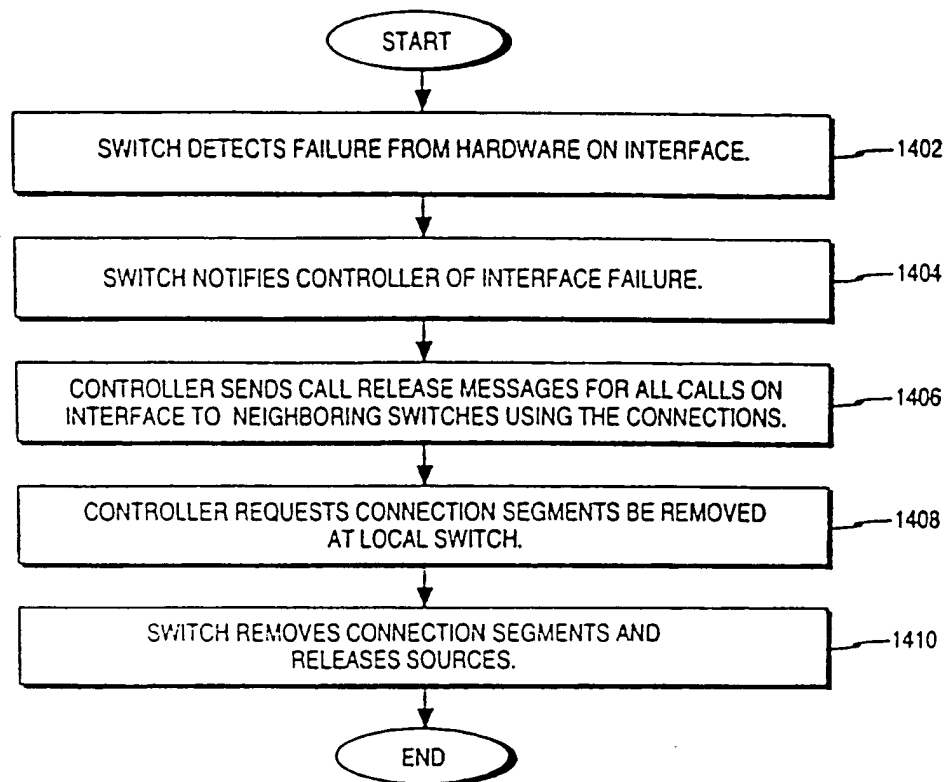 START
SWITCH DETECTS FAILURE FROM HARDWARE ON INTERFACE.
1402
SWITCH NOTIFIES CONTROLLER OF INTERFACE FAILURE.
1404
CONTROLLER SENDS CALL RELEASE MESSAGES FOR ALL CALLS ON
INTERFACE TO NEIGHBORING SWITCHES USING THE CONNECTIONS.
1406
CONTROLLER REQUESTS CONNECTION SEGMENTS BE REMOVED
AT LOCAL SWITCH.
1408
SWITCH REMOVES CONNECTION SEGMENTS AND
RELEASES SOURCES.
1410
END